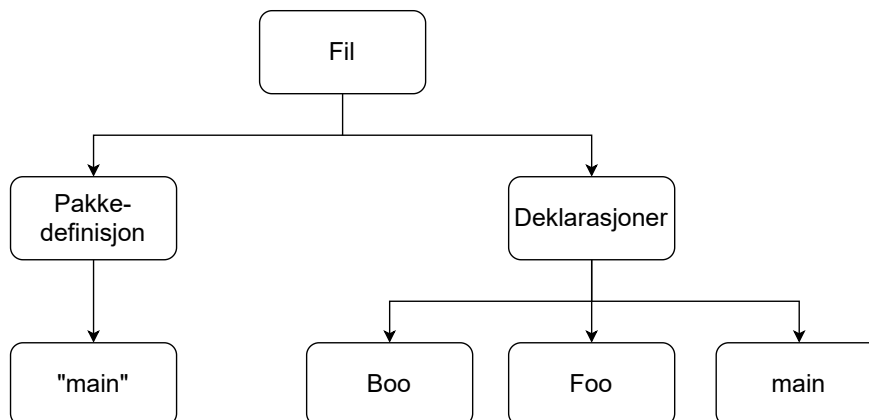 Fil
Pakke-
definisjon
Deklarasjoner
"main"
Boo
Foo
main